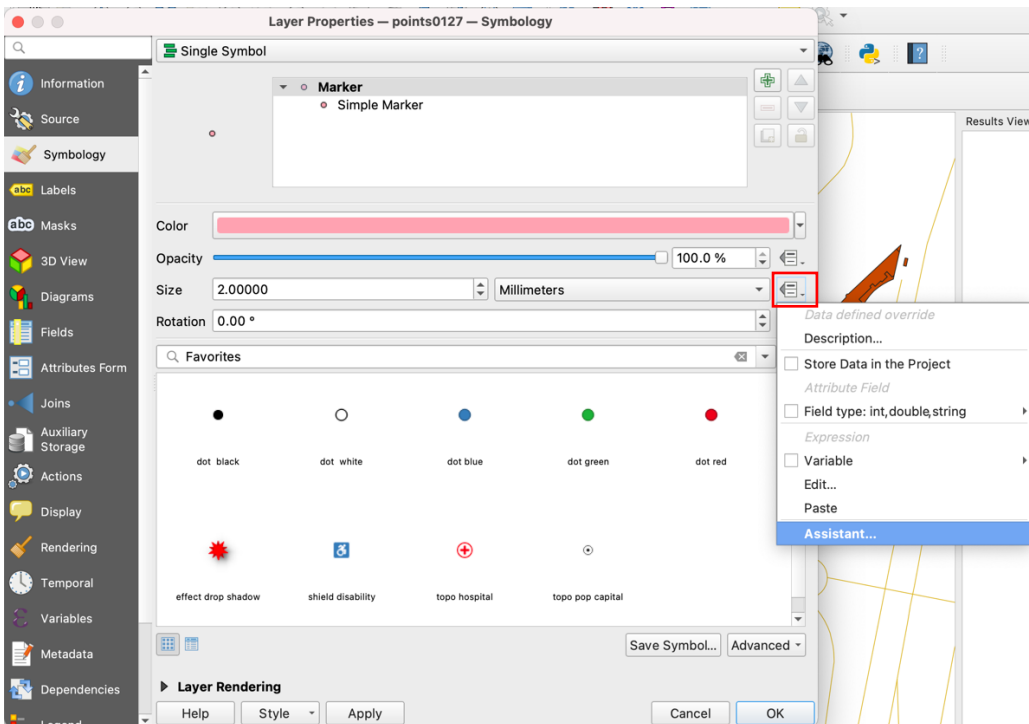 Layer Properties — points0127 — Symbology
Single Symbol
Information
Source
Symbology
Labels
Masks
3D View
Diagrams
Fields
Attributes Form
Joins
Auxiliary
Storage
Actions
Display
Rendering
Temporal
Variables
Metadata
Dependencies
Legend
abc
abc
Marker
Simple Marker
Color
Opacity
100.0 %
Size
2.00000
Millimeters
Rotation
0.00 °
Favorites
dot black
dot white
dot blue
dot green
dot red
effect drop shadow
shield disability
topo hospital
topo pop capital
Save Symbol...
Advanced
Layer Rendering
Help
Style
Apply
Cancel
OK
Data defined override
Description...
Store Data in the Project
Attribute Field
Field type: int,double,string
Expression
Variable
Edit...
Paste
Assistant...
Results View